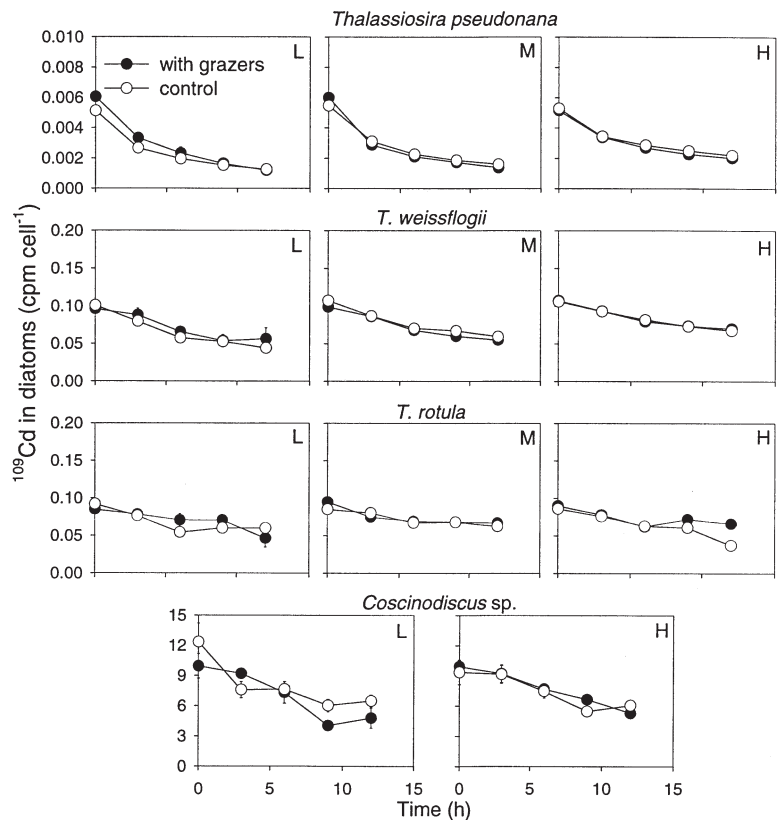 Thalassiosira pseudonana
0.010
0.008
0.006
0.004
0.002
0.000
with grazers
control
L
M
H
T. weissflogii
0.20
0.15
0.10
0.05
0.00
L
M
H
T. rotula
0.20
0.15
0.10
0.05
0.00
L
M
H
Coscinodiscus sp.
15
12
9
6
3
0
L
H
0 5 10 15
0 5 10 15
Time (h)
¹⁰⁹Cd in diatoms (cpm cell⁻¹)